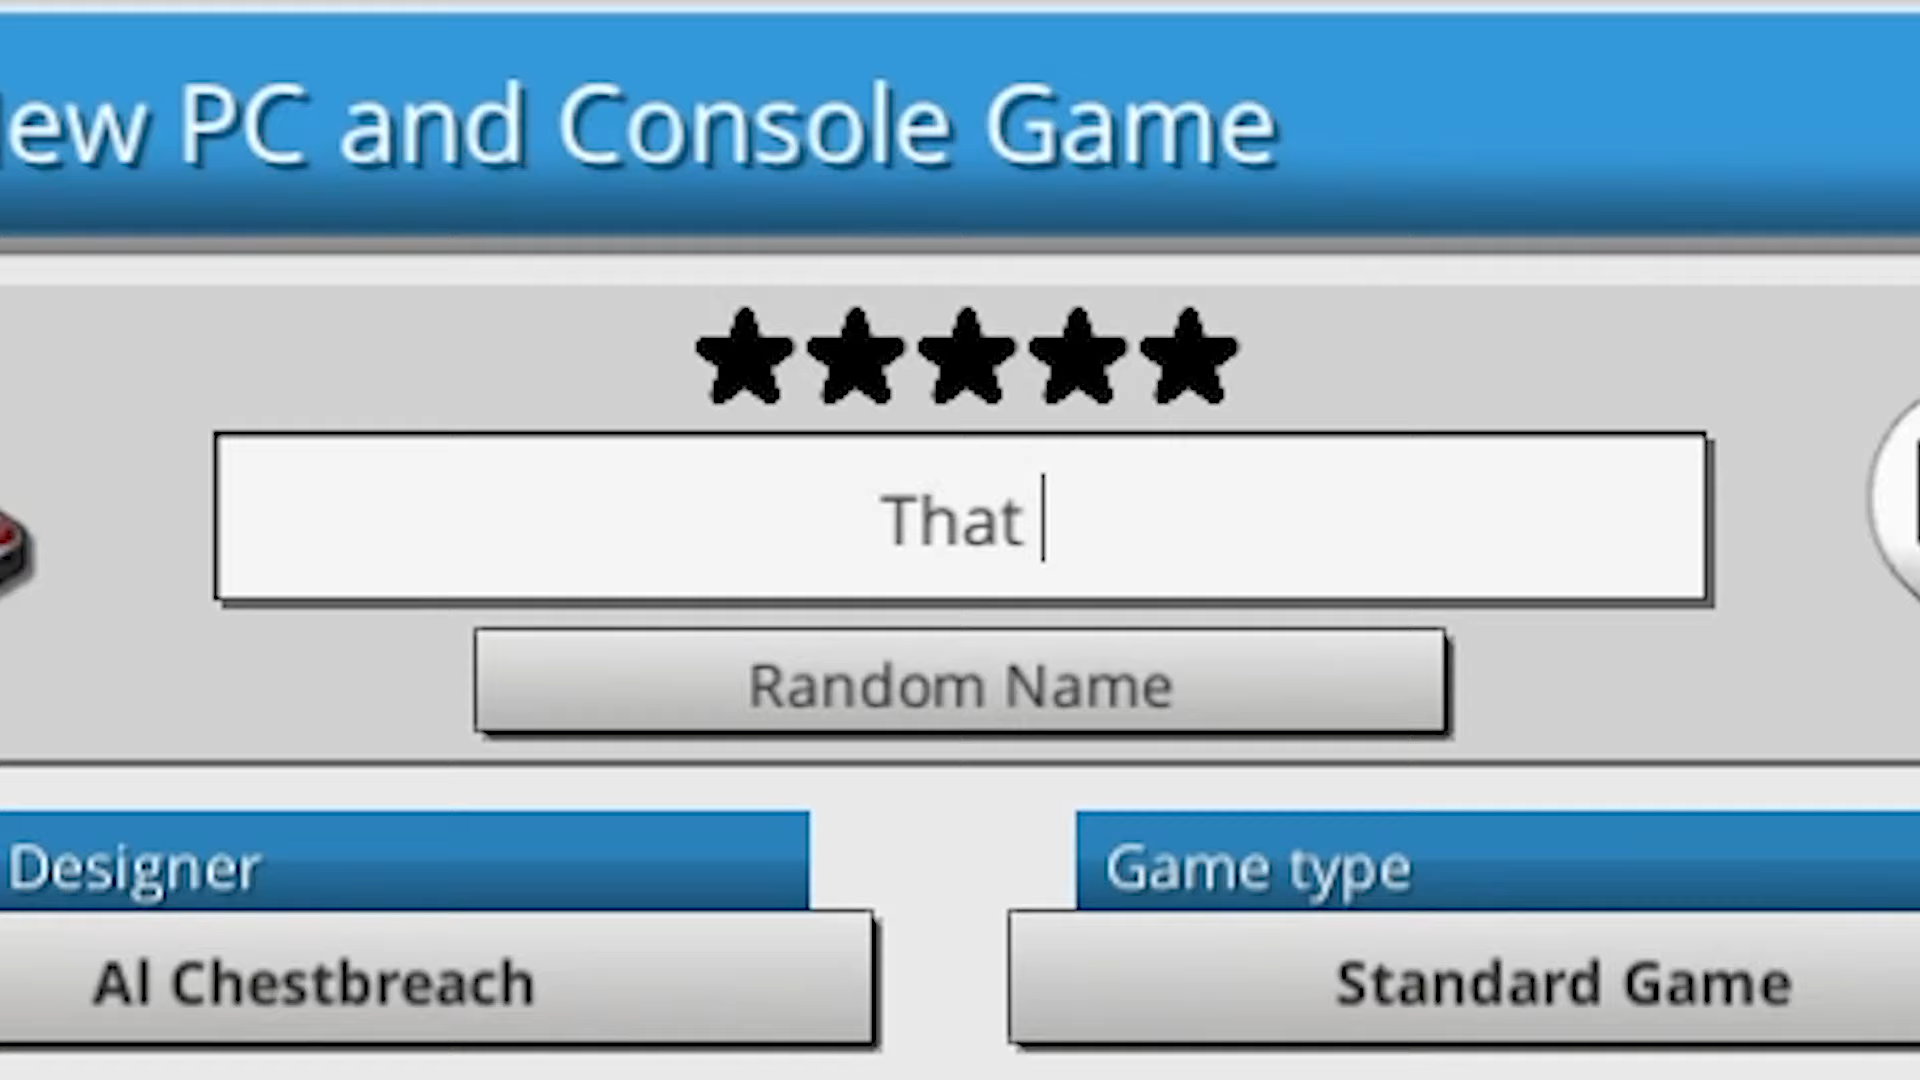 ew PC and Console Game
That
Random Name
Designer
Game type
Al Chestbreach
Standard Game